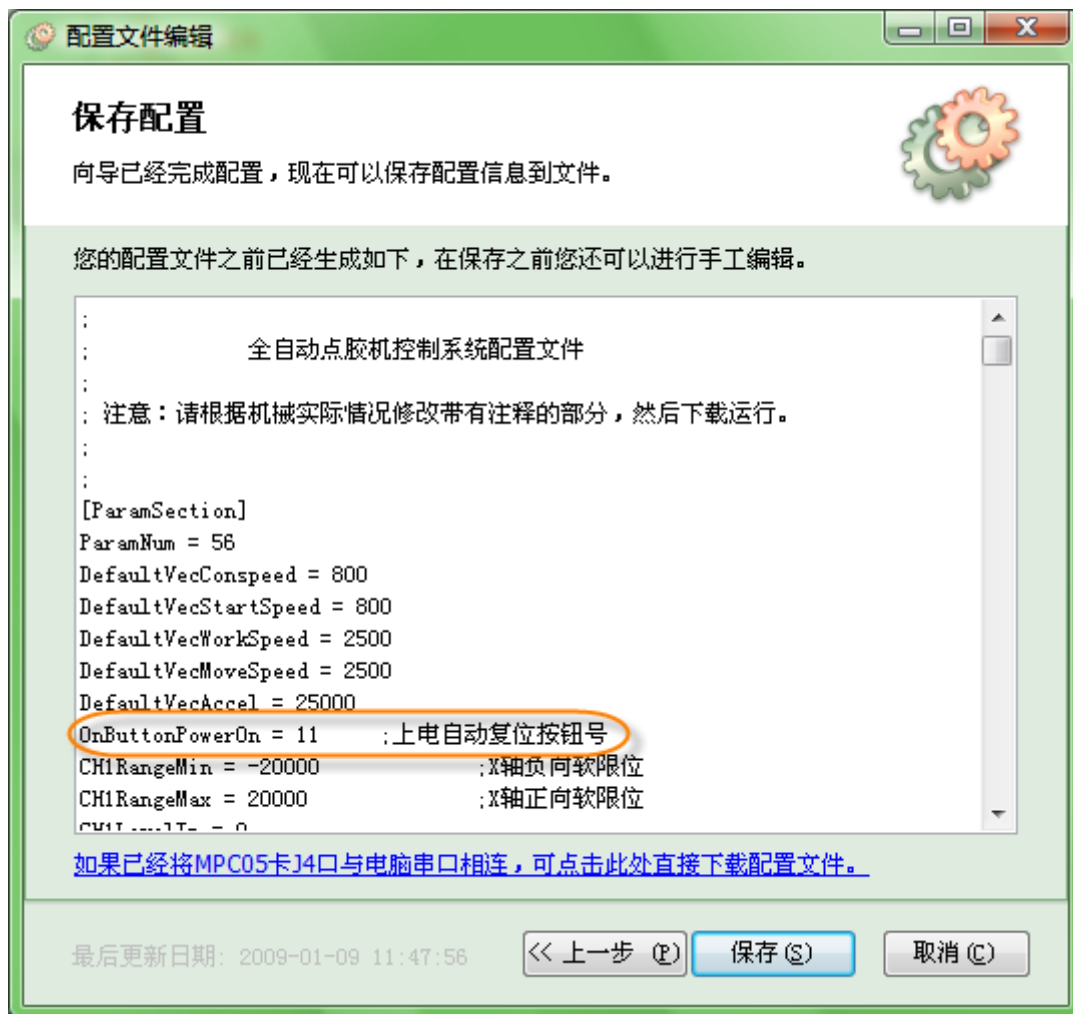 配置文件编辑
保存配置
向导已经完成配置，现在可以保存配置信息到文件。
您的配置文件之前已经生成如下，在保存之前您还可以进行手工编辑。
;
; 全自动点胶机控制系统配置文件
;
; 注意：请根据机械实际情况修改带有注释的部分，然后下载运行。
;
;
[ParamSection]
ParamNum = 56
DefaultVecConspeed = 800
DefaultVecStartSpeed = 800
DefaultVecWorkSpeed = 2500
DefaultVecMoveSpeed = 2500
DefaultVecAccel = 25000
OnButtonPowerOn = 11 ;上电自动复位按钮号
CH1RangeMin = -20000 ;X轴负向软限位
CH1RangeMax = 20000 ;X轴正向软限位
如果已经将MPC05卡J4口与电脑串口相连，可点击此处直接下载配置文件。
最后更新日期: 2009-01-09 11:47:56
<< 上一步 (P)
保存(S)
取消(C)